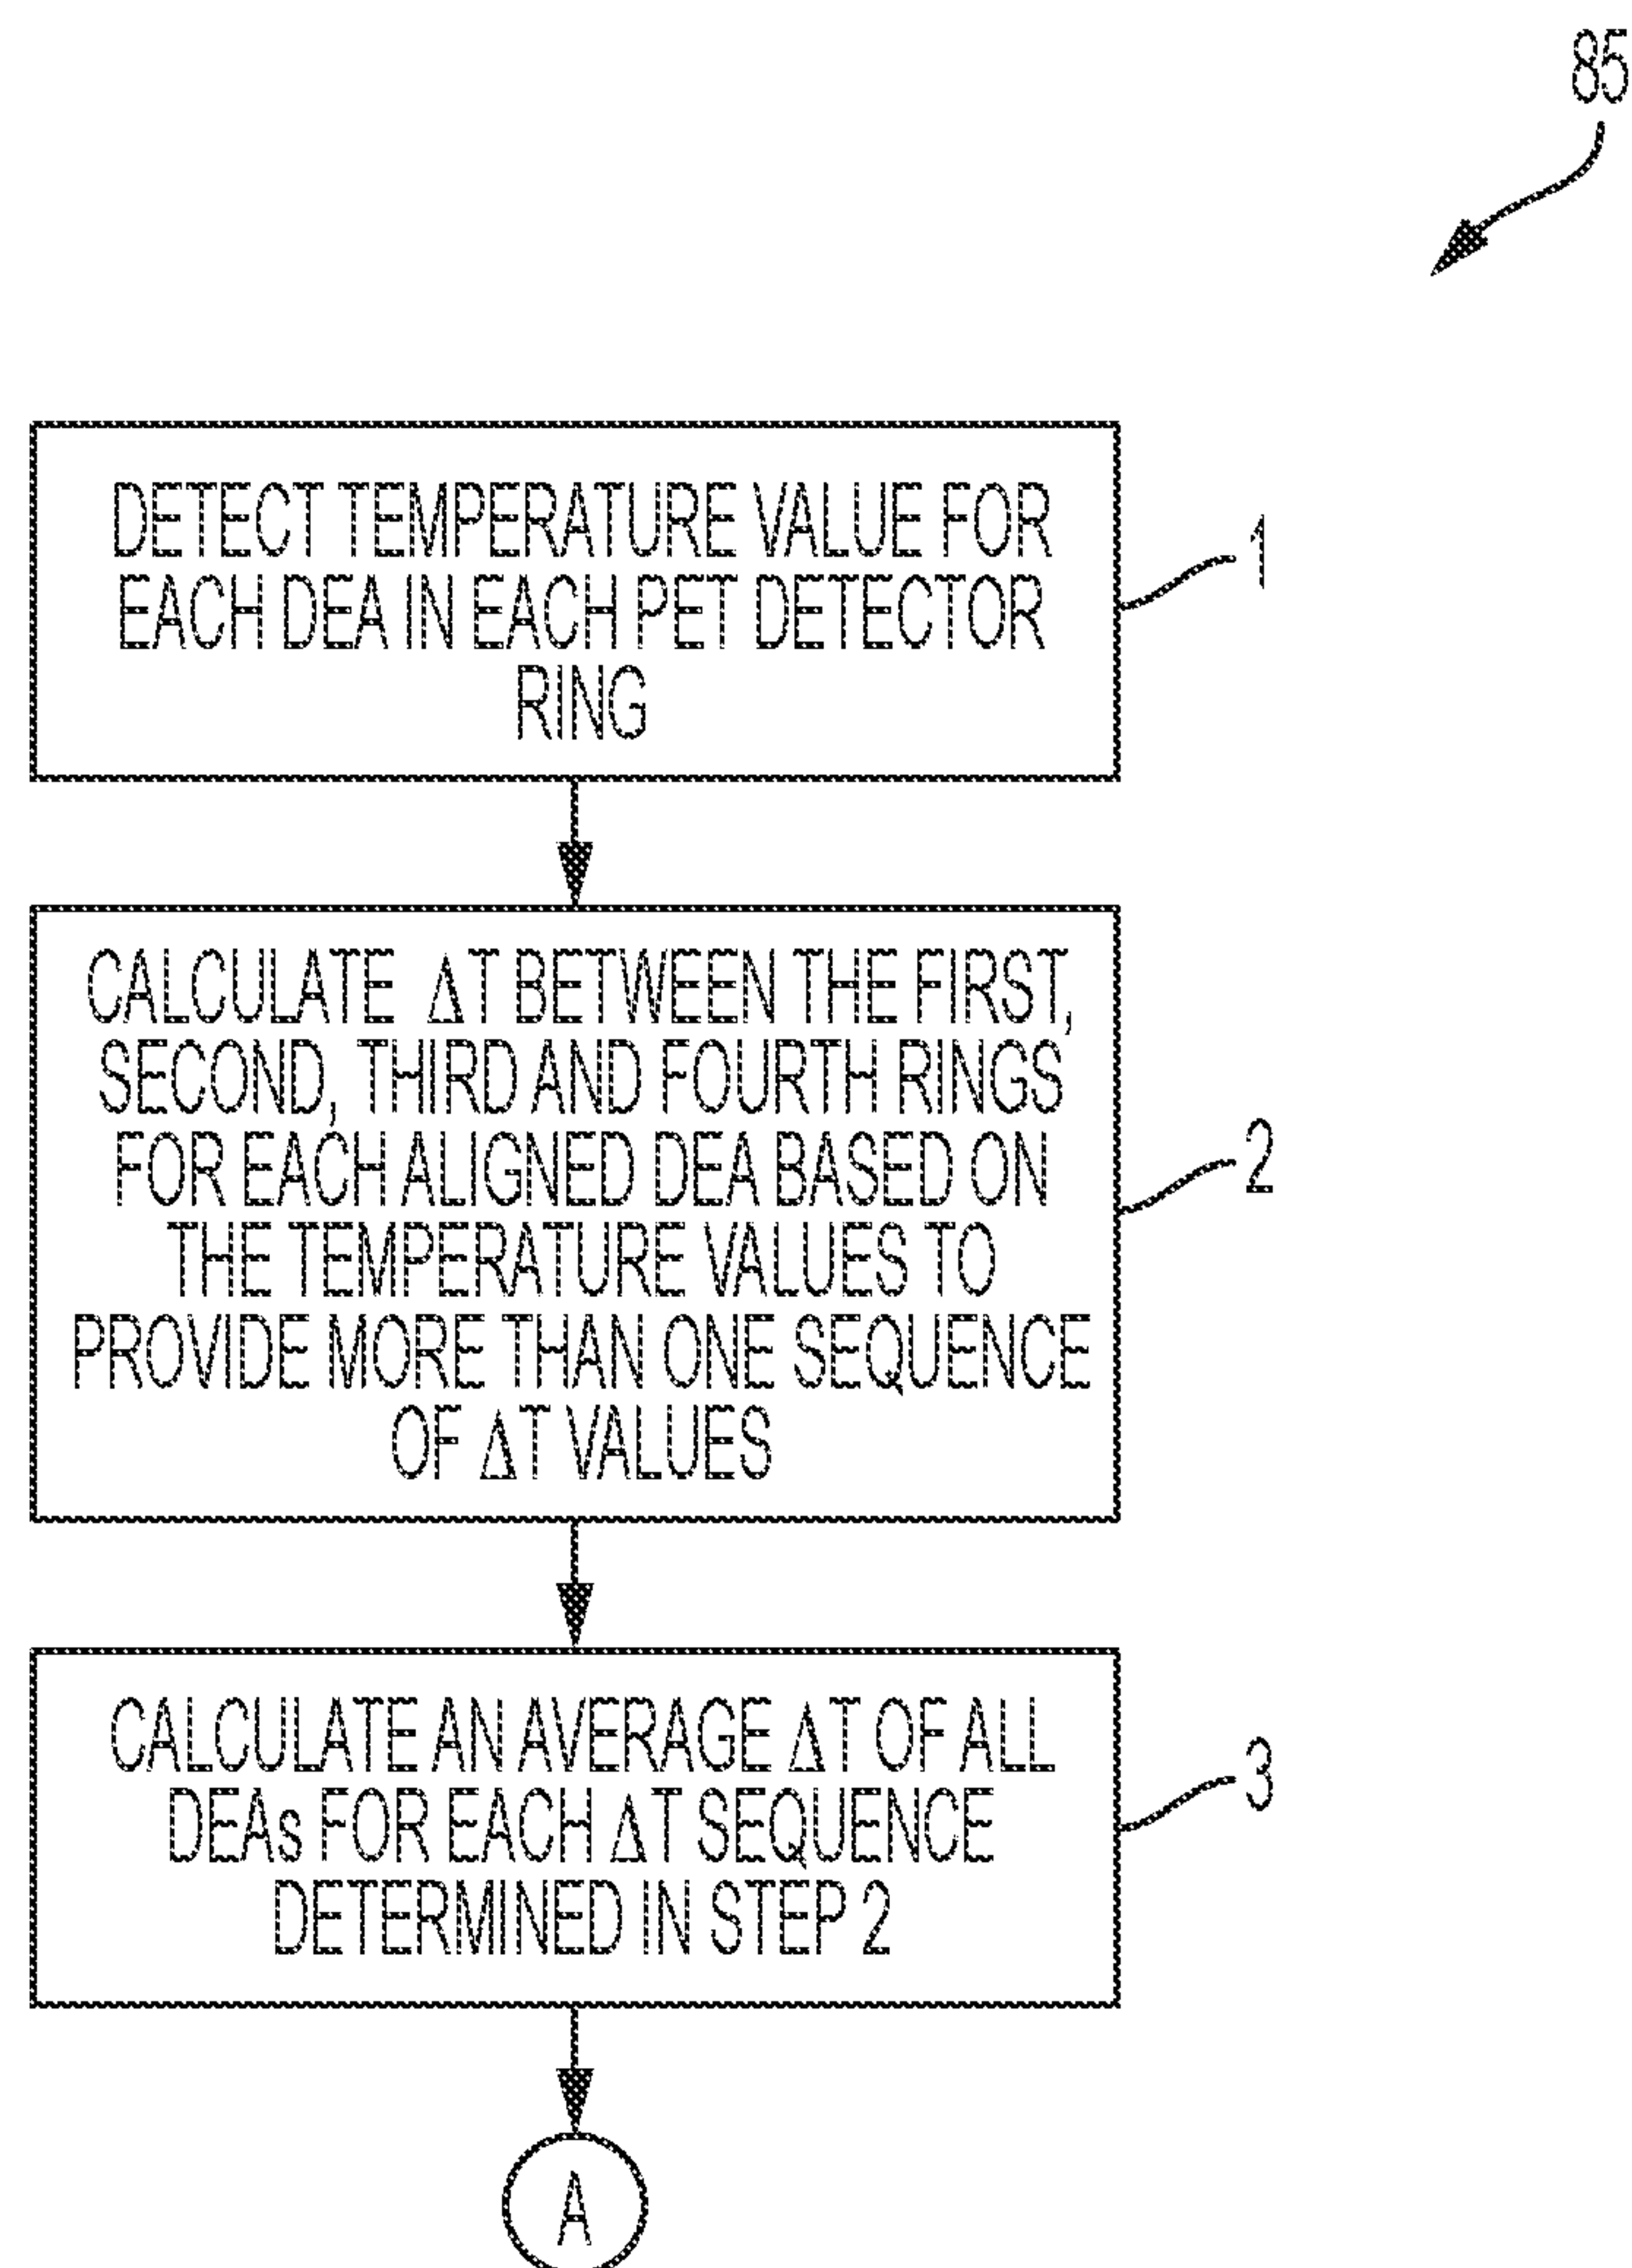 85
DETECT TEMPERATURE VALUE FOR
EACH DEA IN EACH PET DETECTOR
RING
1
CALCULATE ΔT BETWEEN THE FIRST,
SECOND, THIRD AND FOURTH RINGS
FOR EACH ALIGNED DEA BASED ON
THE TEMPERATURE VALUES TO
PROVIDE MORE THAN ONE SEQUENCE
OF ΔT VALUES
2
CALCULATE AN AVERAGE ΔT OF ALL
DEAs FOR EACH ΔT SEQUENCE
DETERMINED IN STEP 2
3
A